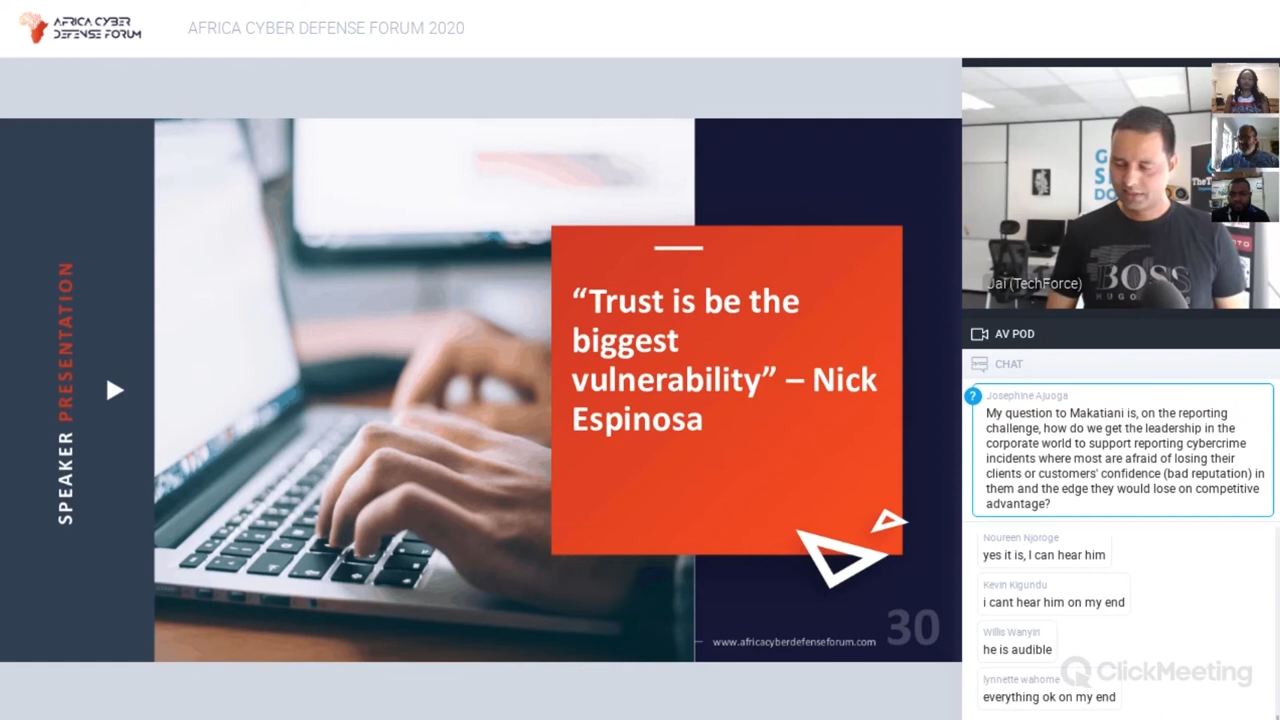 AFRICA CYBER
DEFENSE FORUM
AFRICA CYBER DEFENSE FORUM 2020
SPEAKER PRESENTATION
“Trust is be the
biggest
vulnerability” – Nick
Espinosa
www.africacyberdefenseforum.com
30
G
S
DO
TheT
BOSS
HUGO
Jai (TechForce)
AV POD
CHAT
?
Josephine Ajuoga
My question to Makatiani is, on the reporting
challenge, how do we get the leadership in the
corporate world to support reporting cybercrime
incidents where most are afraid of losing their
clients or customers' confidence (bad reputation) in
them and the edge they would lose on competitive
advantage?
Noureen Njoroge
yes it is, I can hear him
Kevin Kigundu
i cant hear him on my end
Willis Wanyiri
he is audible
lynnette wahome
everything ok on my end
ClickMeeting